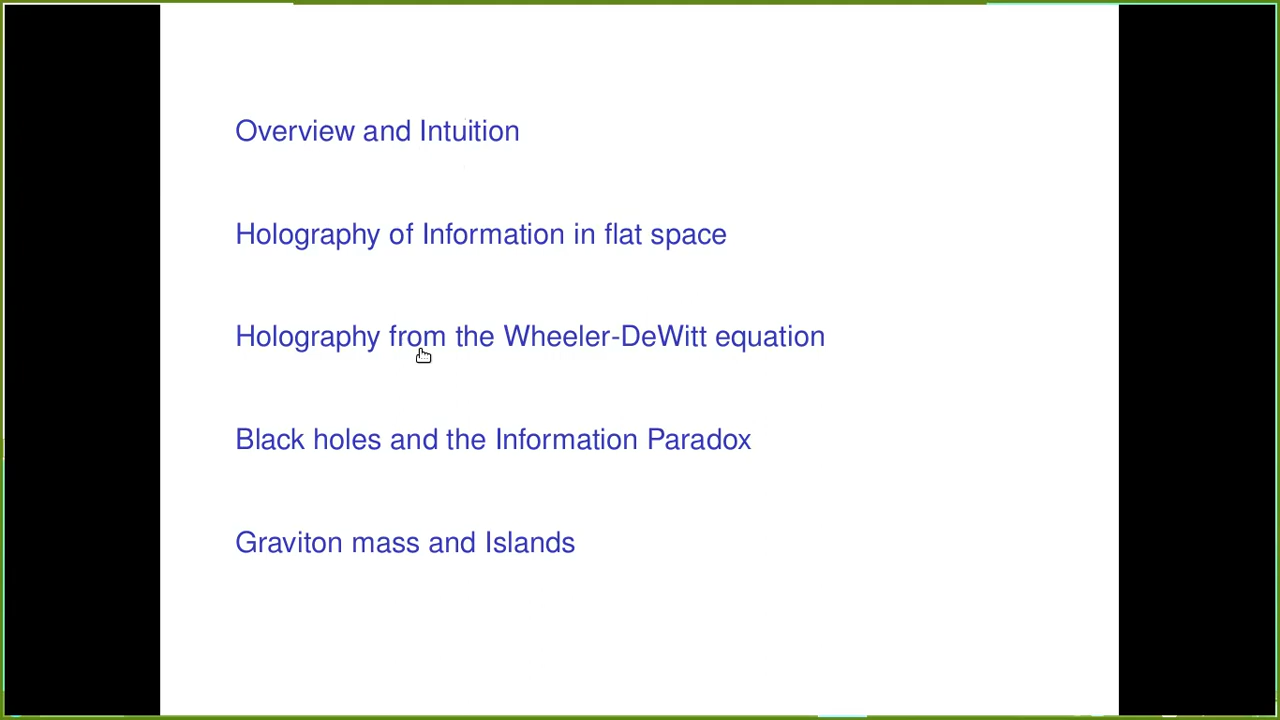 Overview and Intuition
Holography of Information in flat space
Holography from the Wheeler-DeWitt equation
Black holes and the Information Paradox
Graviton mass and Islands